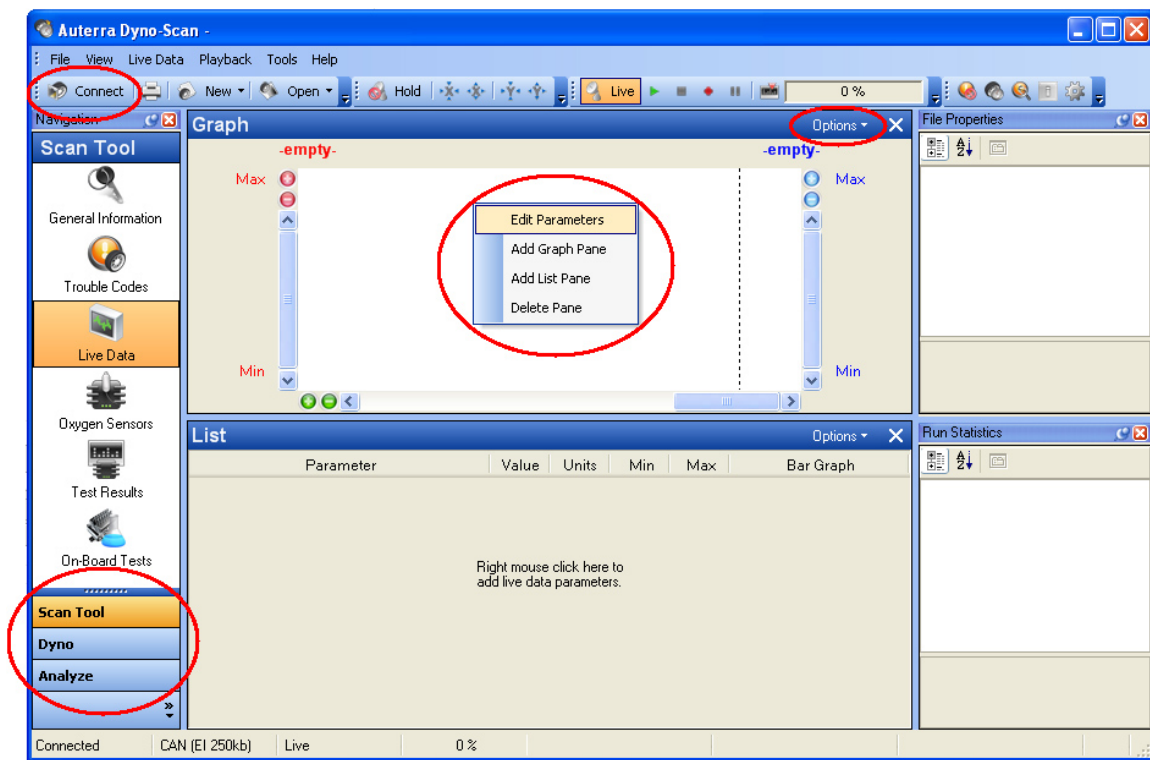 Auterra Dyno-Scan -
File View Live Data Playback Tools Help
Connect New Open Hold X 8 Y Y Live 0 %
Navigation
Scan Tool
General Information
Trouble Codes
Live Data
Oxygen Sensors
Test Results
On-Board Tests
Scan Tool
Dyno
Analyze
Graph Options
-empty- -empty-
Max Max
Edit Parameters
Add Graph Pane
Add List Pane
Delete Pane
Min Min
List Options
Parameter Value Units Min Max Bar Graph
Right mouse click here to
add live data parameters.
File Properties
Run Statistics
Connected CAN (EI 250kb) Live 0 %